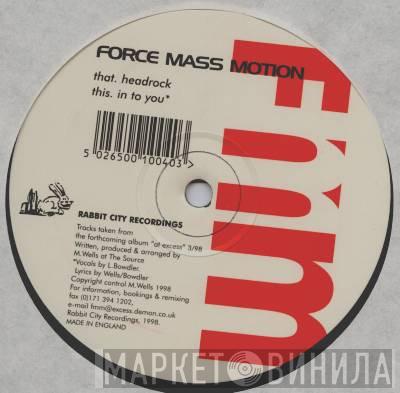 FORCE MASS MOTION
that. headrock
this. in to you*
Fmm
5 026500 100403 >
RABBIT CITY RECORDINGS
Tracks taken from
the forthcoming album "at excess" 3/98
Written, produced & arranged by
M.Wells at The Source
*Vocals by L.Bowdler.
Lyrics by Wells/Bowdler
Copyright control M.Wells 1998
For information, bookings & remixing
fax (0)171 394 1202,
e-mail fmm@excess.demon.co.uk
Rabbit City Recordings, 1998.
MADE IN ENGLAND
МАРКЕТ ВИНИЛА